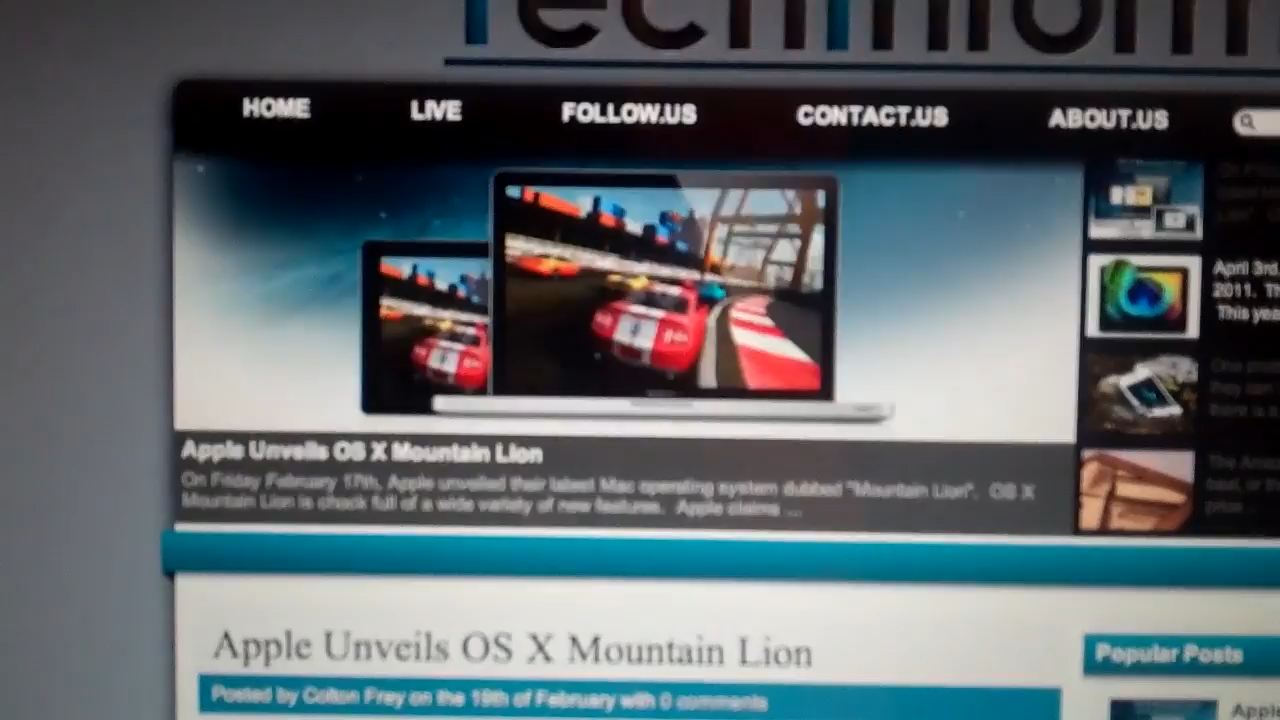 HOME LIVE FOLLOW.US CONTACT.US ABOUT.US
April 3rd,
2011. Th
This yea
Apple Unveils OS X Mountain Lion
On Friday February 17th, Apple unveiled their latest Mac operating system dubbed "Mountain Lion". OS X
Mountain Lion is chock full of a wide variety of new features. Apple claims ...
Apple Unveils OS X Mountain Lion
Posted by Colton Frey on the 19th of February with 0 comments
Popular Posts
Apple